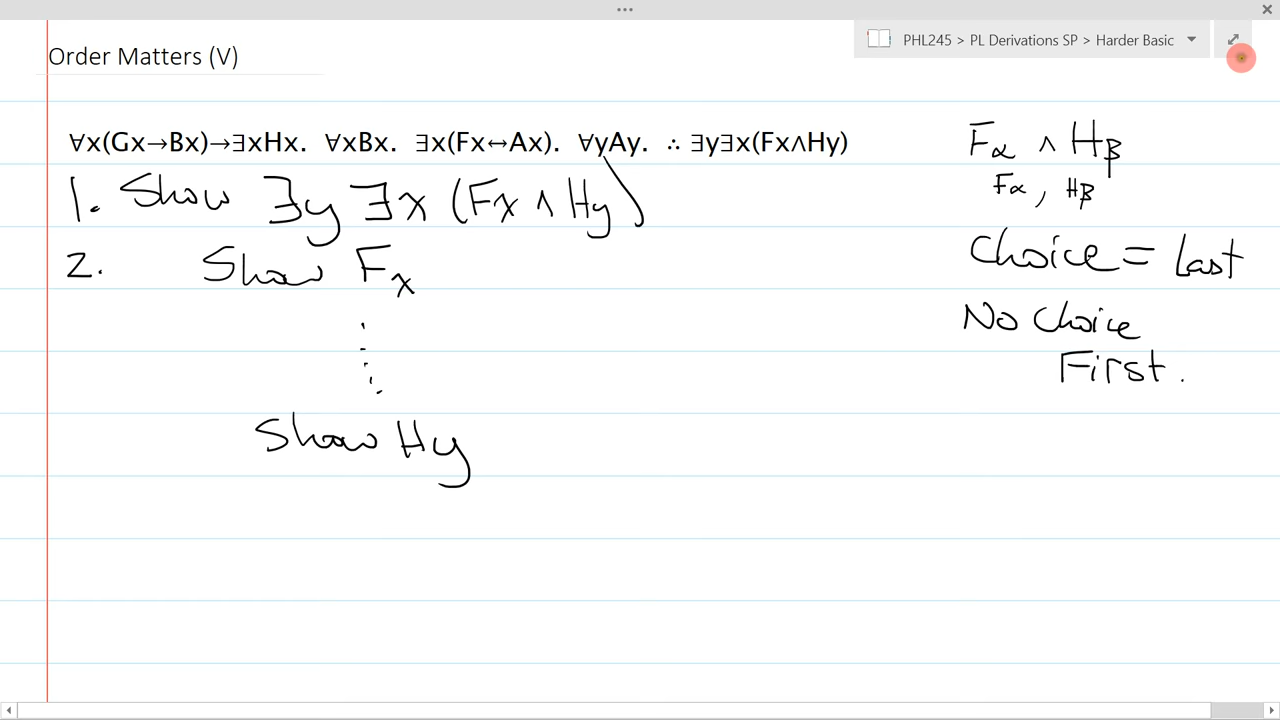 PHL245 > PL Derivations SP > Harder Basic
Order Matters (V)
∀x(Gx→Bx)→∃xHx. ∀xBx. ∃x(Fx↔Ax). ∀yAy. ∴ ∃y∃x(Fx∧Hy)
1. Show ∃y ∃x (Fx ∧ Hy)
2. Show Fx
Show Hy
Fα ∧ Hβ
Fα, Hβ
Choice = Last
No Choice
First.